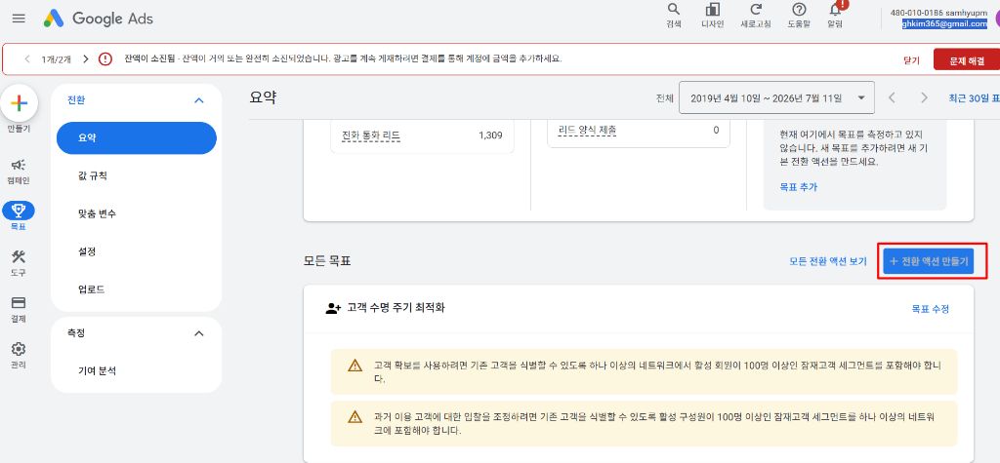 Google Ads
검색
디자인
새로고침
도움말
알림
480-010-0186 samhyupm
ghkim365@gmail.com
1개/2개
잔액이 소진됨 - 잔액이 거의 또는 완전히 소진되었습니다. 광고를 계속 게재하려면 결제를 통해 계정에 금액을 추가하세요.
닫기
문제 해결
만들기
캠페인
목표
도구
결제
관리
전환
요약
값 규칙
맞춤 변수
설정
업로드
측정
기여 분석
요약
전체
2019년 4월 10일 ~ 2026년 7월 11일
최근 30일 표
전화 통화 리드
1,309
리드 양식 제출
0
현재 여기에서 목표를 측정하고 있지
않습니다. 새 목표를 추가하려면 새 기
본 전환 액션을 만드세요.
목표 추가
모든 목표
모든 전환 액션 보기
+ 전환 액션 만들기
고객 수명 주기 최적화
목표 수정
고객 확보를 사용하려면 기존 고객을 식별할 수 있도록 하나 이상의 네트워크에서 활성 회원이 100명 이상인 잠재고객 세그먼트를 포함해야 합니
다.
과거 이용 고객에 대한 입찰을 조정하려면 기존 고객을 식별할 수 있도록 활성 구성원이 100명 이상인 잠재고객 세그먼트를 하나 이상의 네트워
크에 포함해야 합니다.